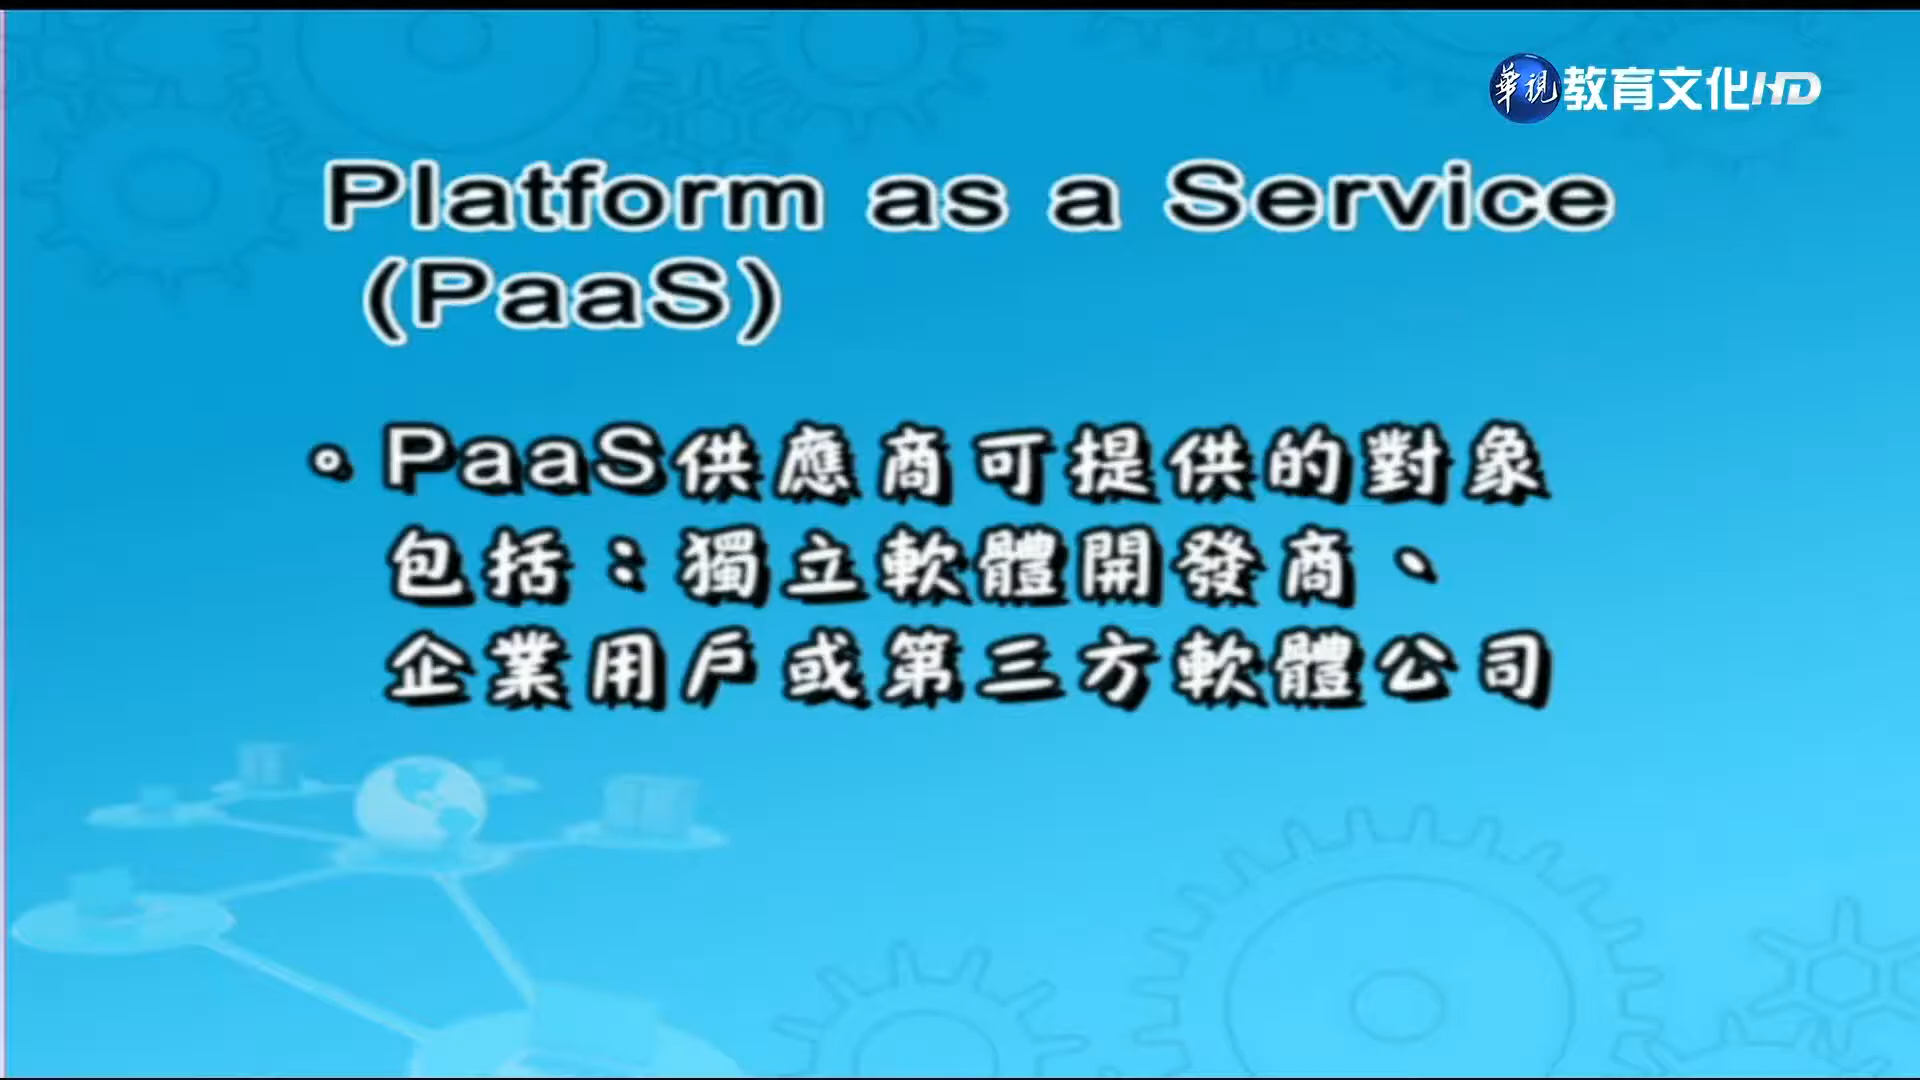 華視教育文化HD
Platform as a Service
(PaaS)
。PaaS供應商可提供的對象
包括：獨立軟體開發商、
企業用戶或第三方軟體公司